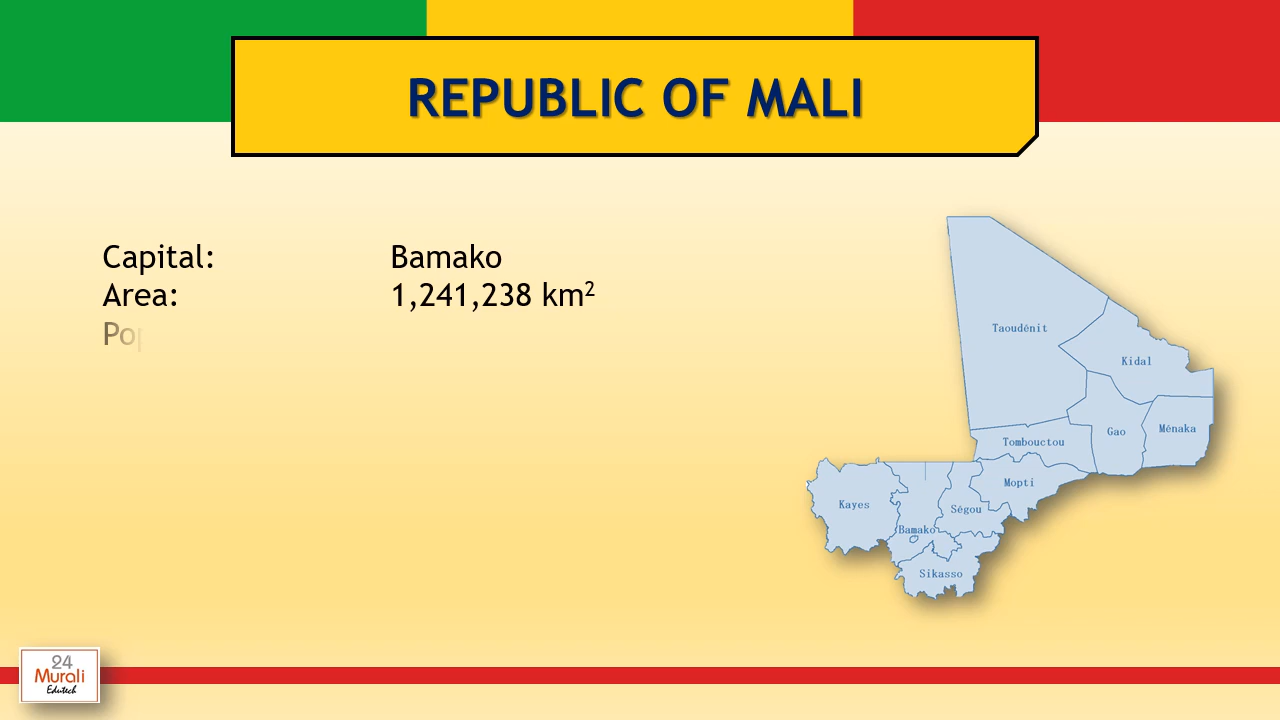 REPUBLIC OF MALI
Capital: Bamako
Area: 1,241,238 km²
Taoudénit
Kidal
Gao
Ménaka
Tombouctou
Mopti
Kayes
Ségou
Bamako
Sikasso
24
Murali
Edutech